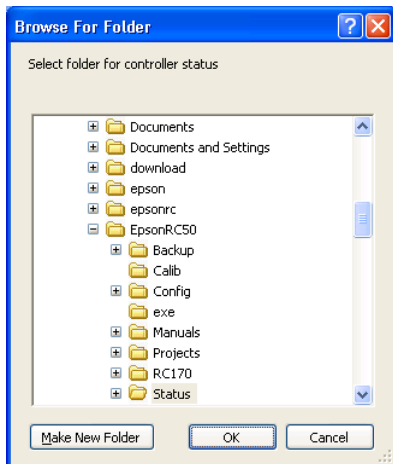 Browse For Folder
Select folder for controller status
Documents
Documents and Settings
download
epson
epsonrc
EpsonRC50
Backup
Calib
Config
exe
Manuals
Projects
RC170
Status
Make New Folder
OK
Cancel